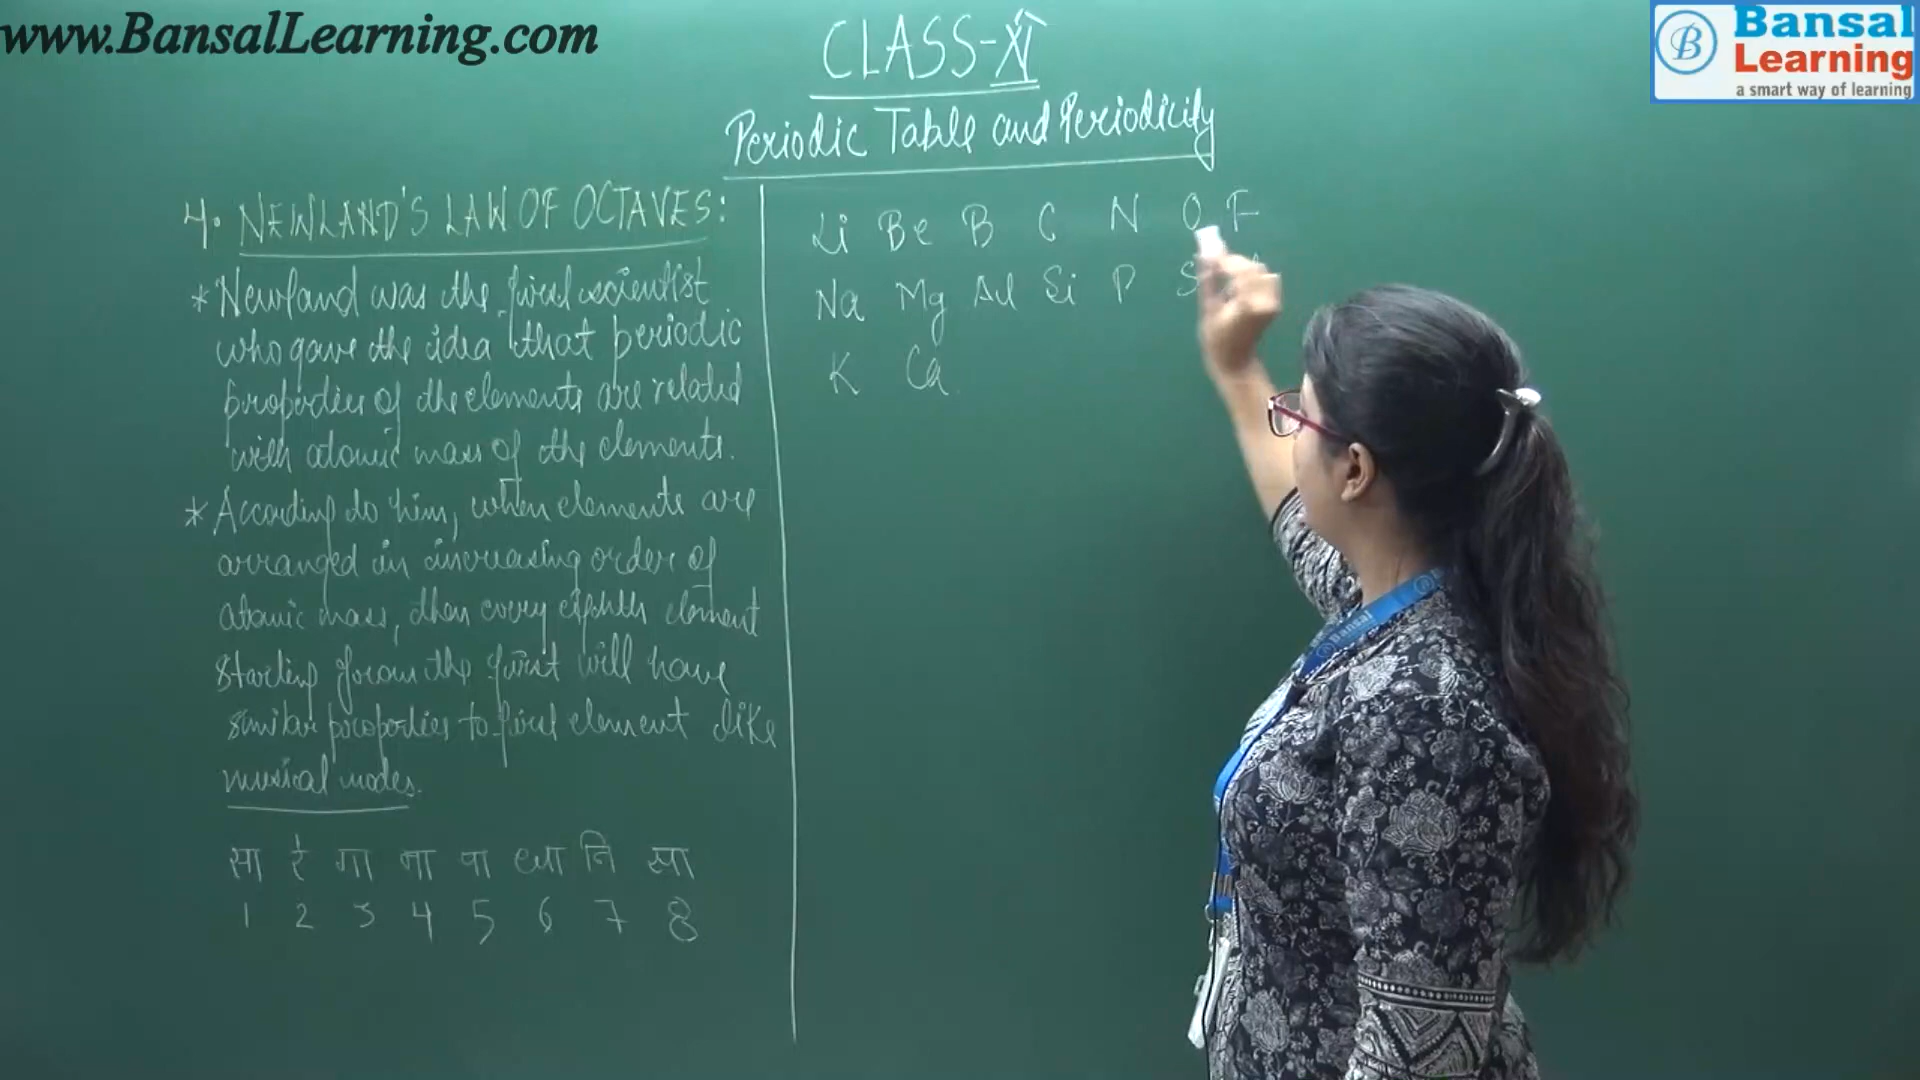 www.BansalLearning.com
Bansal
Learning
a smart way of learning
CLASS-XI
Periodic Table and Periodicity
4. NEWLAND'S LAW OF OCTAVES:
* Newland was the first scientist
who gave the idea that periodic
properties of the elements are related
with atomic mass of the elements.
* According to him, when elements are
arranged in increasing order of
atomic mass, then every eighth element
starting from the first will have
similar properties to first element like
musical nodes.
सा रे गा मा पा धा नि सा
1 2 3 4 5 6 7 8
Li Be B C N O F
Na Mg Al Si P S
K Ca
Bansal